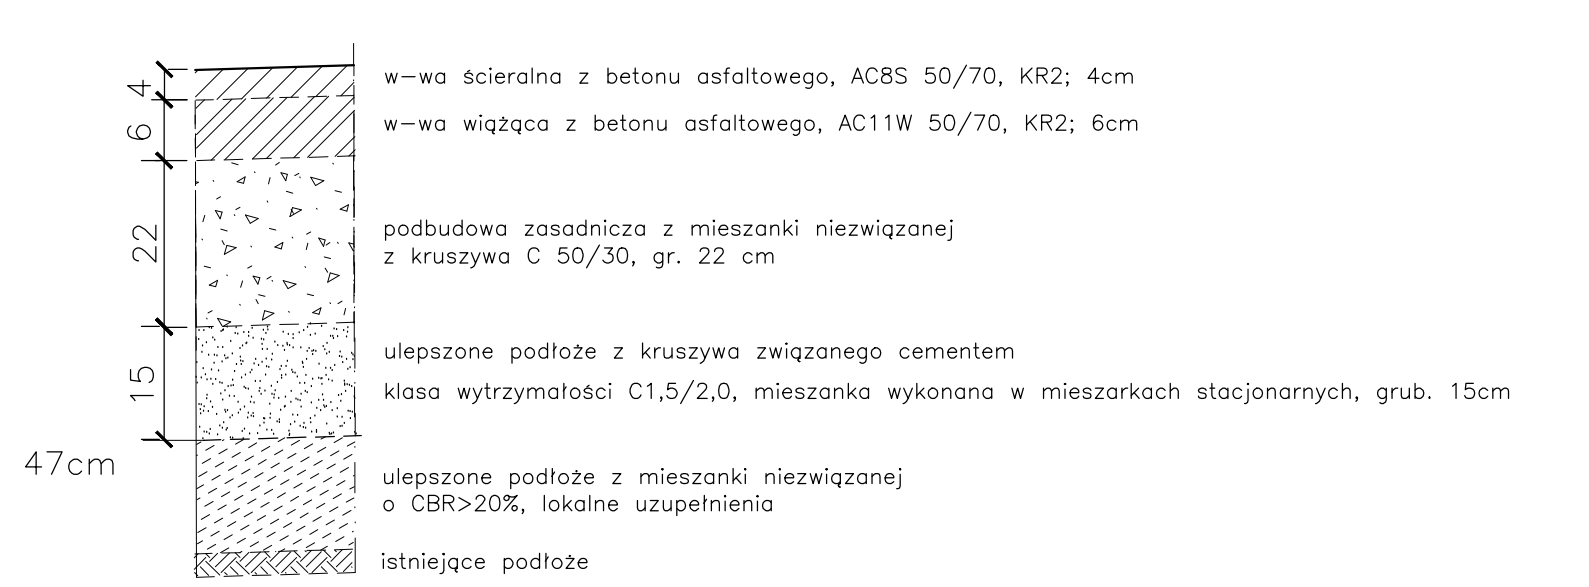 4
w-wa ścieralna z betonu asfaltowego, AC8S 50/70, KR2; 4cm
6
w-wa wiążąca z betonu asfaltowego, AC11W 50/70, KR2; 6cm
22
podbudowa zasadnicza z mieszanki niezwiązanej
z kruszywa C 50/30, gr. 22 cm
15
ulepszone podłoże z kruszywa związanego cementem
klasa wytrzymałości C1,5/2,0, mieszanka wykonana w mieszarkach stacjonarnych, grub. 15cm
47cm
ulepszone podłoże z mieszanki niezwiązanej
o CBR>20%, lokalne uzupełnienia
istniejące podłoże